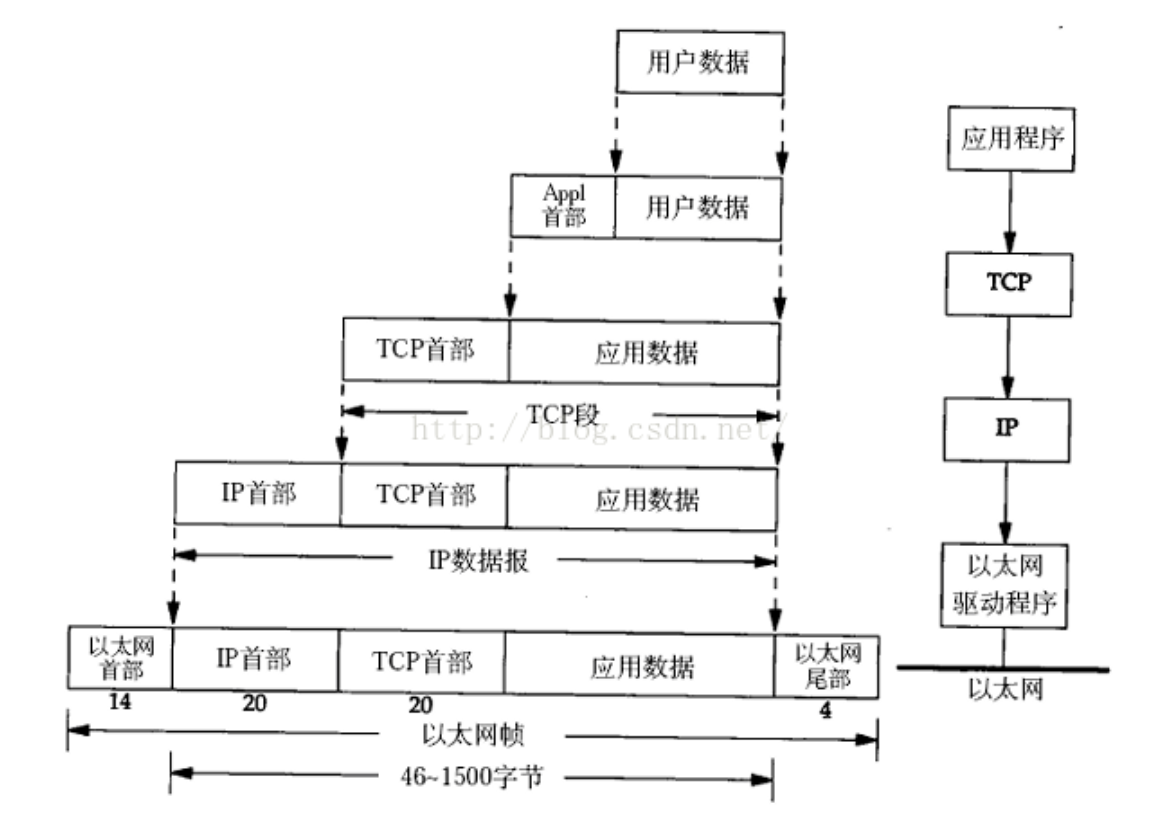 用户数据
应用程序
Appl
首部
用户数据
TCP
TCP首部
应用数据
TCP段
http://blog.csdn.net/
IP
IP首部
TCP首部
应用数据
IP数据报
以太网
驱动程序
以太网
首部
IP首部
TCP首部
应用数据
以太网
尾部
以太网
14
20
20
4
以太网帧
46~1500字节